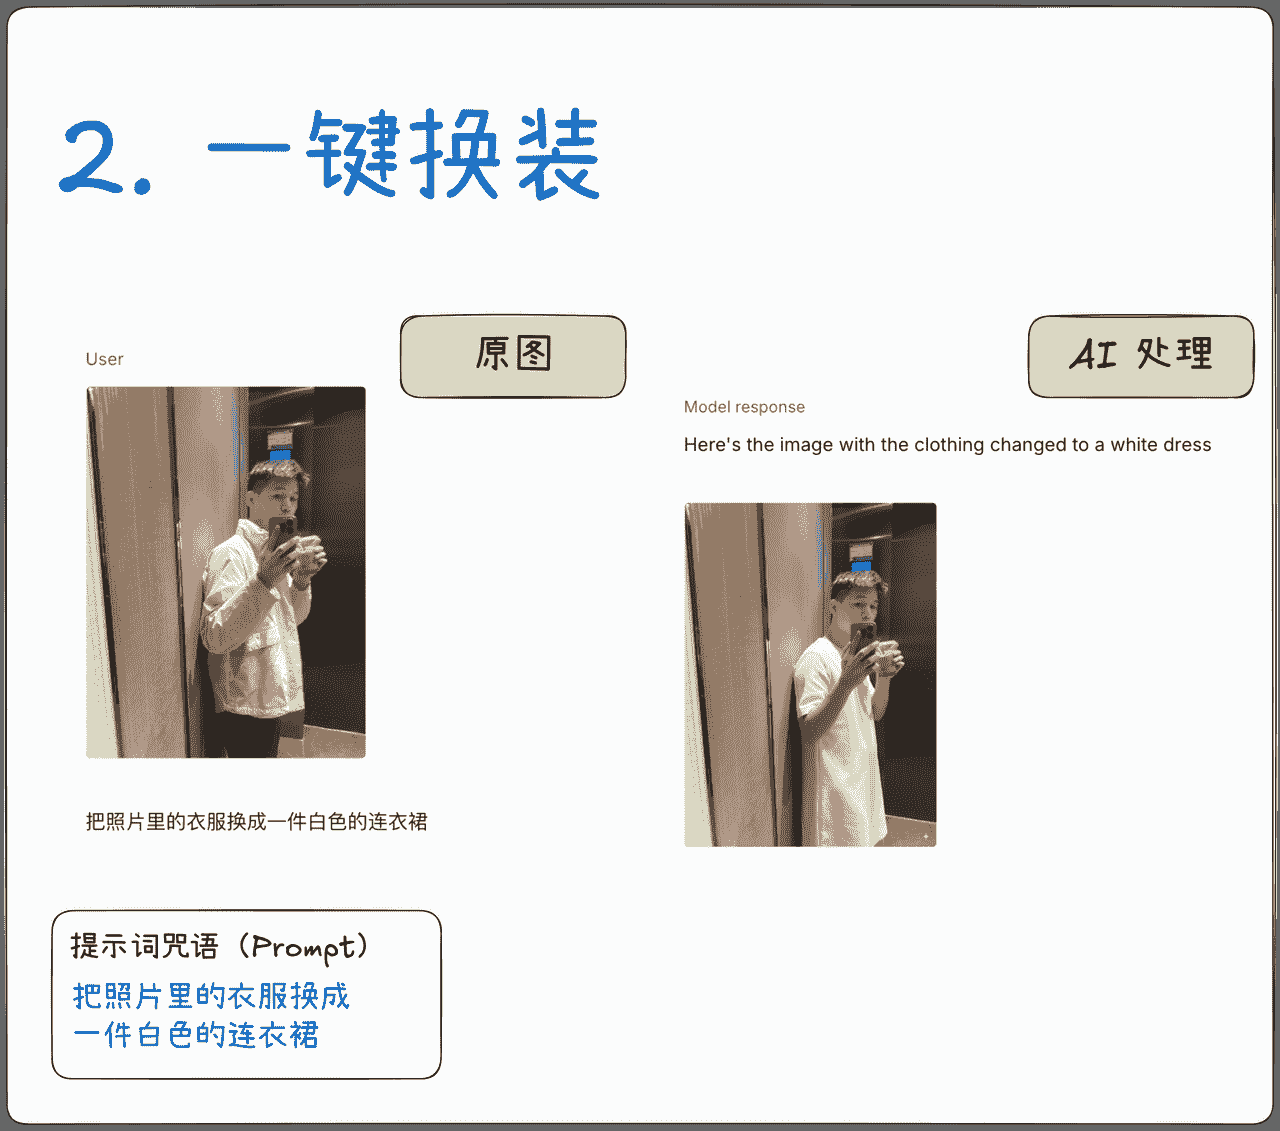 2. 一键换装
原图
AI 处理
User
Model response
Here's the image with the clothing changed to a white dress
把照片里的衣服换成一件白色的连衣裙
提示词咒语（Prompt）
把照片里的衣服换成
一件白色的连衣裙